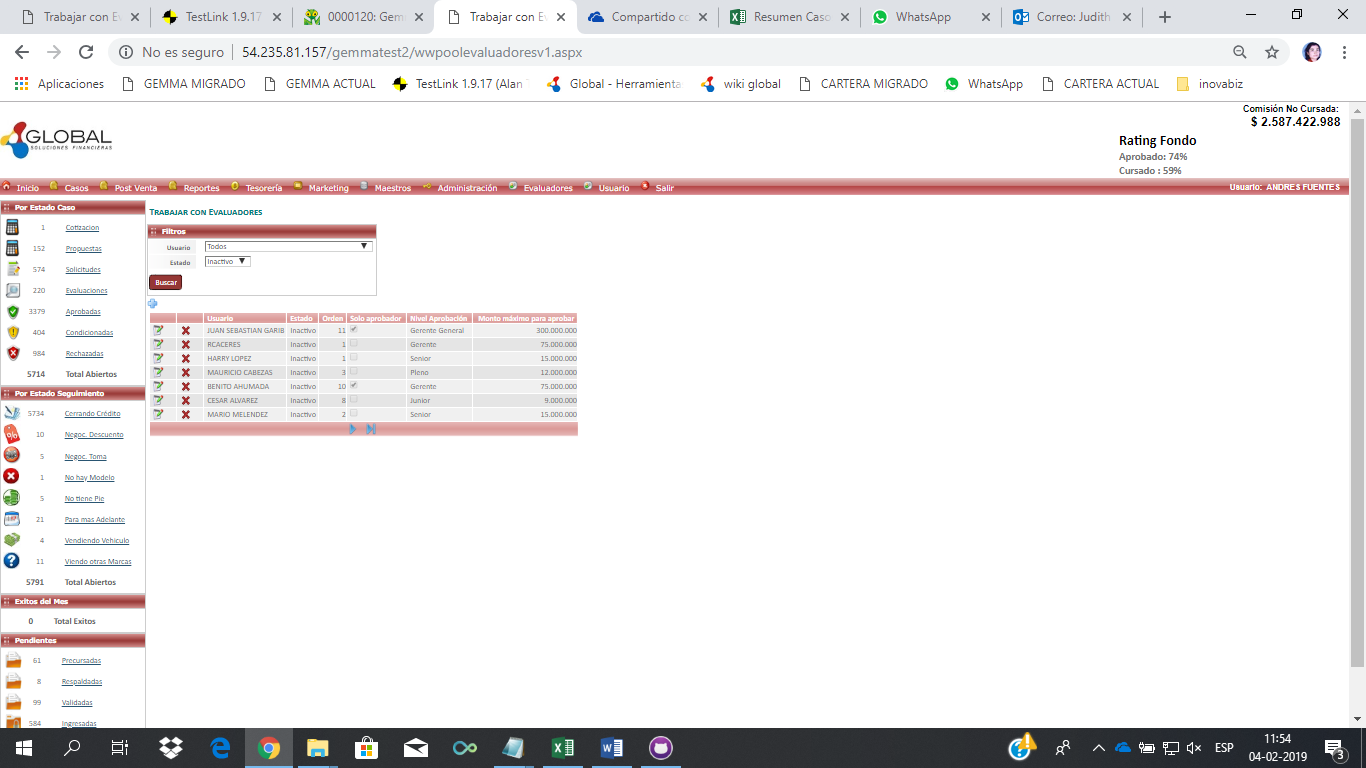 Trabajar con Ev
TestLink 1.9.17
0000120: Gem
Trabajar con Ev
Compartido co
Resumen Caso
WhatsApp
Correo: Judith
No es seguro 54.235.81.157/gemmatest2/wwpoolevaluadoresv1.aspx
Aplicaciones GEMMA MIGRADO GEMMA ACTUAL TestLink 1.9.17 (Alan Global - Herramienta wiki global CARTERA MIGRADO WhatsApp CARTERA ACTUAL inovabiz
GLOBAL
SOLUCIONES FINANCIERAS
Comisión No Cursada:
$ 2.587.422.988
Rating Fondo
Aprobado: 74%
Cursado : 59%
Inicio Casos Post Venta Reportes Tesorería Marketing Maestros Administración Evaluadores Usuario Salir Usuario: ANDRES FUENTES
Por Estado Caso
1 Cotizacion
152 Propuestas
574 Solicitudes
220 Evaluaciones
3379 Aprobadas
404 Condicionadas
984 Rechazadas
5714 Total Abiertos
Por Estado Seguimiento
5734 Cerrando Crédito
10 Negoc. Descuento
5 Negoc. Toma
1 No hay Modelo
5 No tiene Pie
21 Para mas Adelante
4 Vendiendo Vehiculo
11 Viendo otras Marcas
5791 Total Abiertos
Exitos del Mes
0 Total Exitos
Pendientes
61 Precursadas
8 Respaldadas
99 Validadas
584 Ingresadas
TRABAJAR CON EVALUADORES
Filtros
Usuario Todos
Estado Inactivo
Buscar
Usuario Estado Orden Solo aprobador Nivel Aprobación Monto máximo para aprobar
JUAN SEBASTIAN GARIB Inactivo 11 Gerente General 300.000.000
RCACERES Inactivo 1 Gerente 75.000.000
HARRY LOPEZ Inactivo 1 Senior 15.000.000
MAURICIO CABEZAS Inactivo 3 Pleno 12.000.000
BENITO AHUMADA Inactivo 10 Gerente 75.000.000
CESAR ALVAREZ Inactivo 8 Junior 9.000.000
MARIO MELENDEZ Inactivo 2 Senior 15.000.000
ESP
11:54
04-02-2019
3